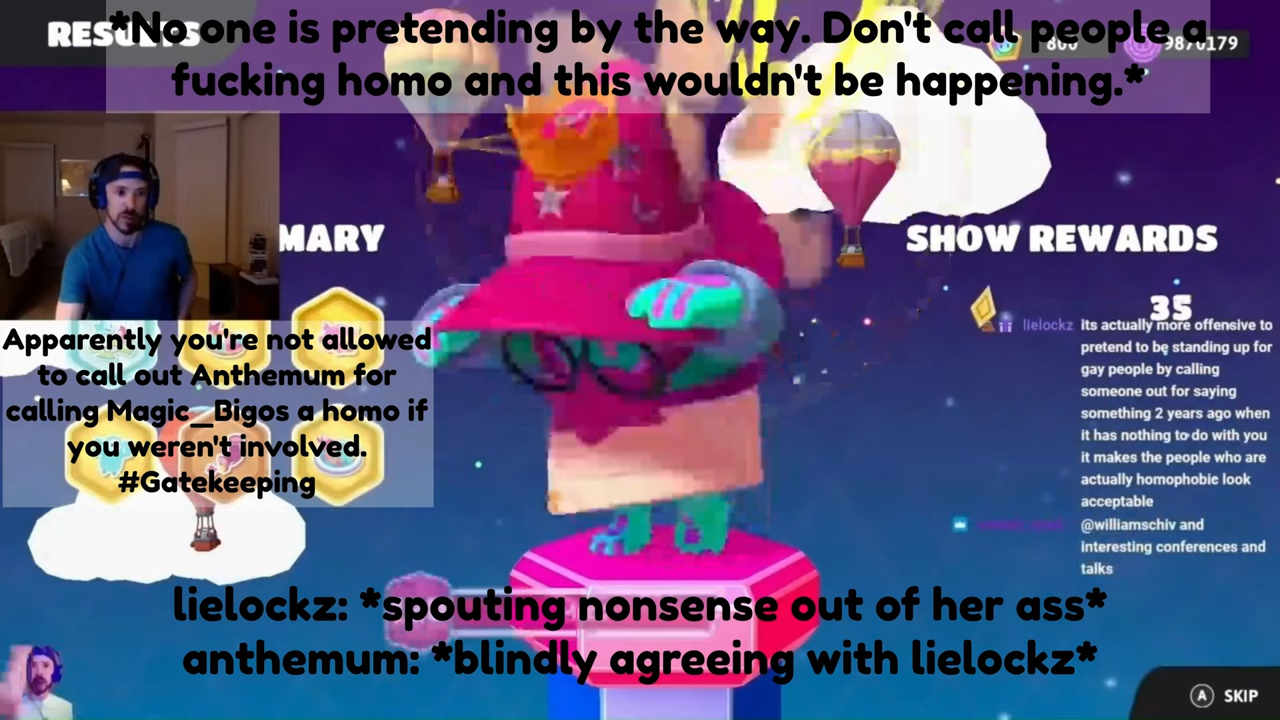 RESULTS
*No one is pretending by the way. Don't call people a
fucking homo and this wouldn't be happening.*
800
9870179
MARY
SHOW REWARDS
35
Apparently you're not allowed
to call out Anthemum for
calling Magic_Bigos a homo if
you weren't involved.
#Gatekeeping
lielockz Its actually more offensive to
pretend to be standing up for
gay people by calling
someone out for saying
something 2 years ago when
it has nothing to do with you
it makes the people who are
actually homophobic look
acceptable
@williamschiv and
interesting conferences and
talks
lielockz: *spouting nonsense out of her ass*
anthemum: *blindly agreeing with lielockz*
A SKIP